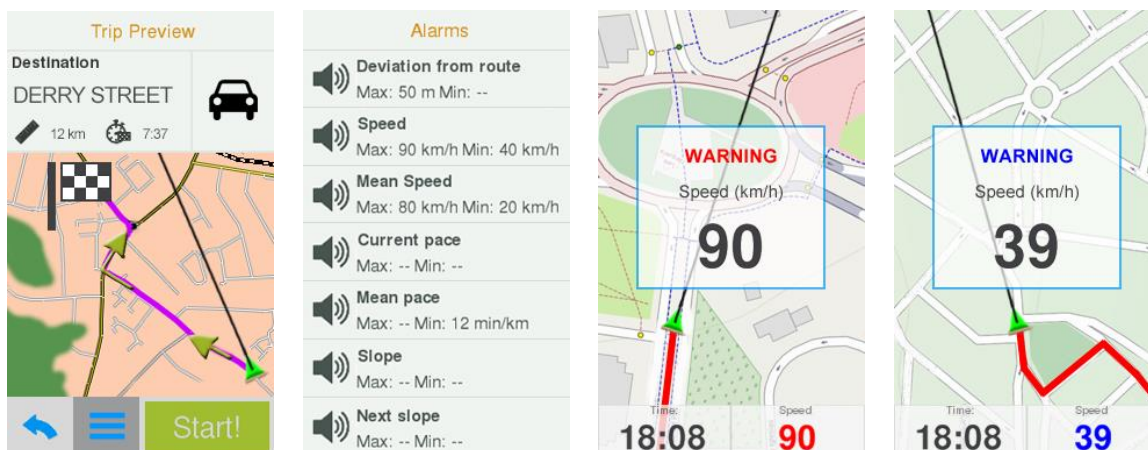 Trip Preview
Destination
DERRY STREET
12 km 7:37
Start!
Alarms
Deviation from route
Max: 50 m Min: --
Speed
Max: 90 km/h Min: 40 km/h
Mean Speed
Max: 80 km/h Min: 20 km/h
Current pace
Max: -- Min: --
Mean pace
Max: -- Min: 12 min/km
Slope
Max: -- Min: --
Next slope
Max: -- Min: --
WARNING
Speed (km/h)
90
Time: Speed
18:08 90
WARNING
Speed (km/h)
39
Time: Speed
18:08 39